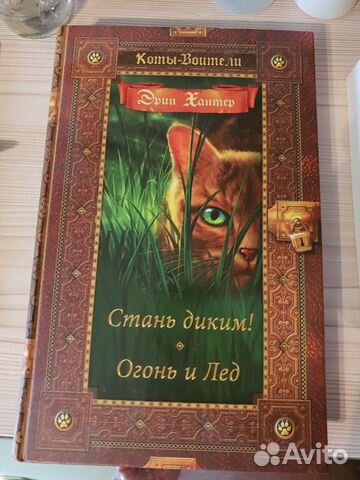 Коты-Воители
Эрин Хантер
Стань диким!
Огонь и Лед
Avito